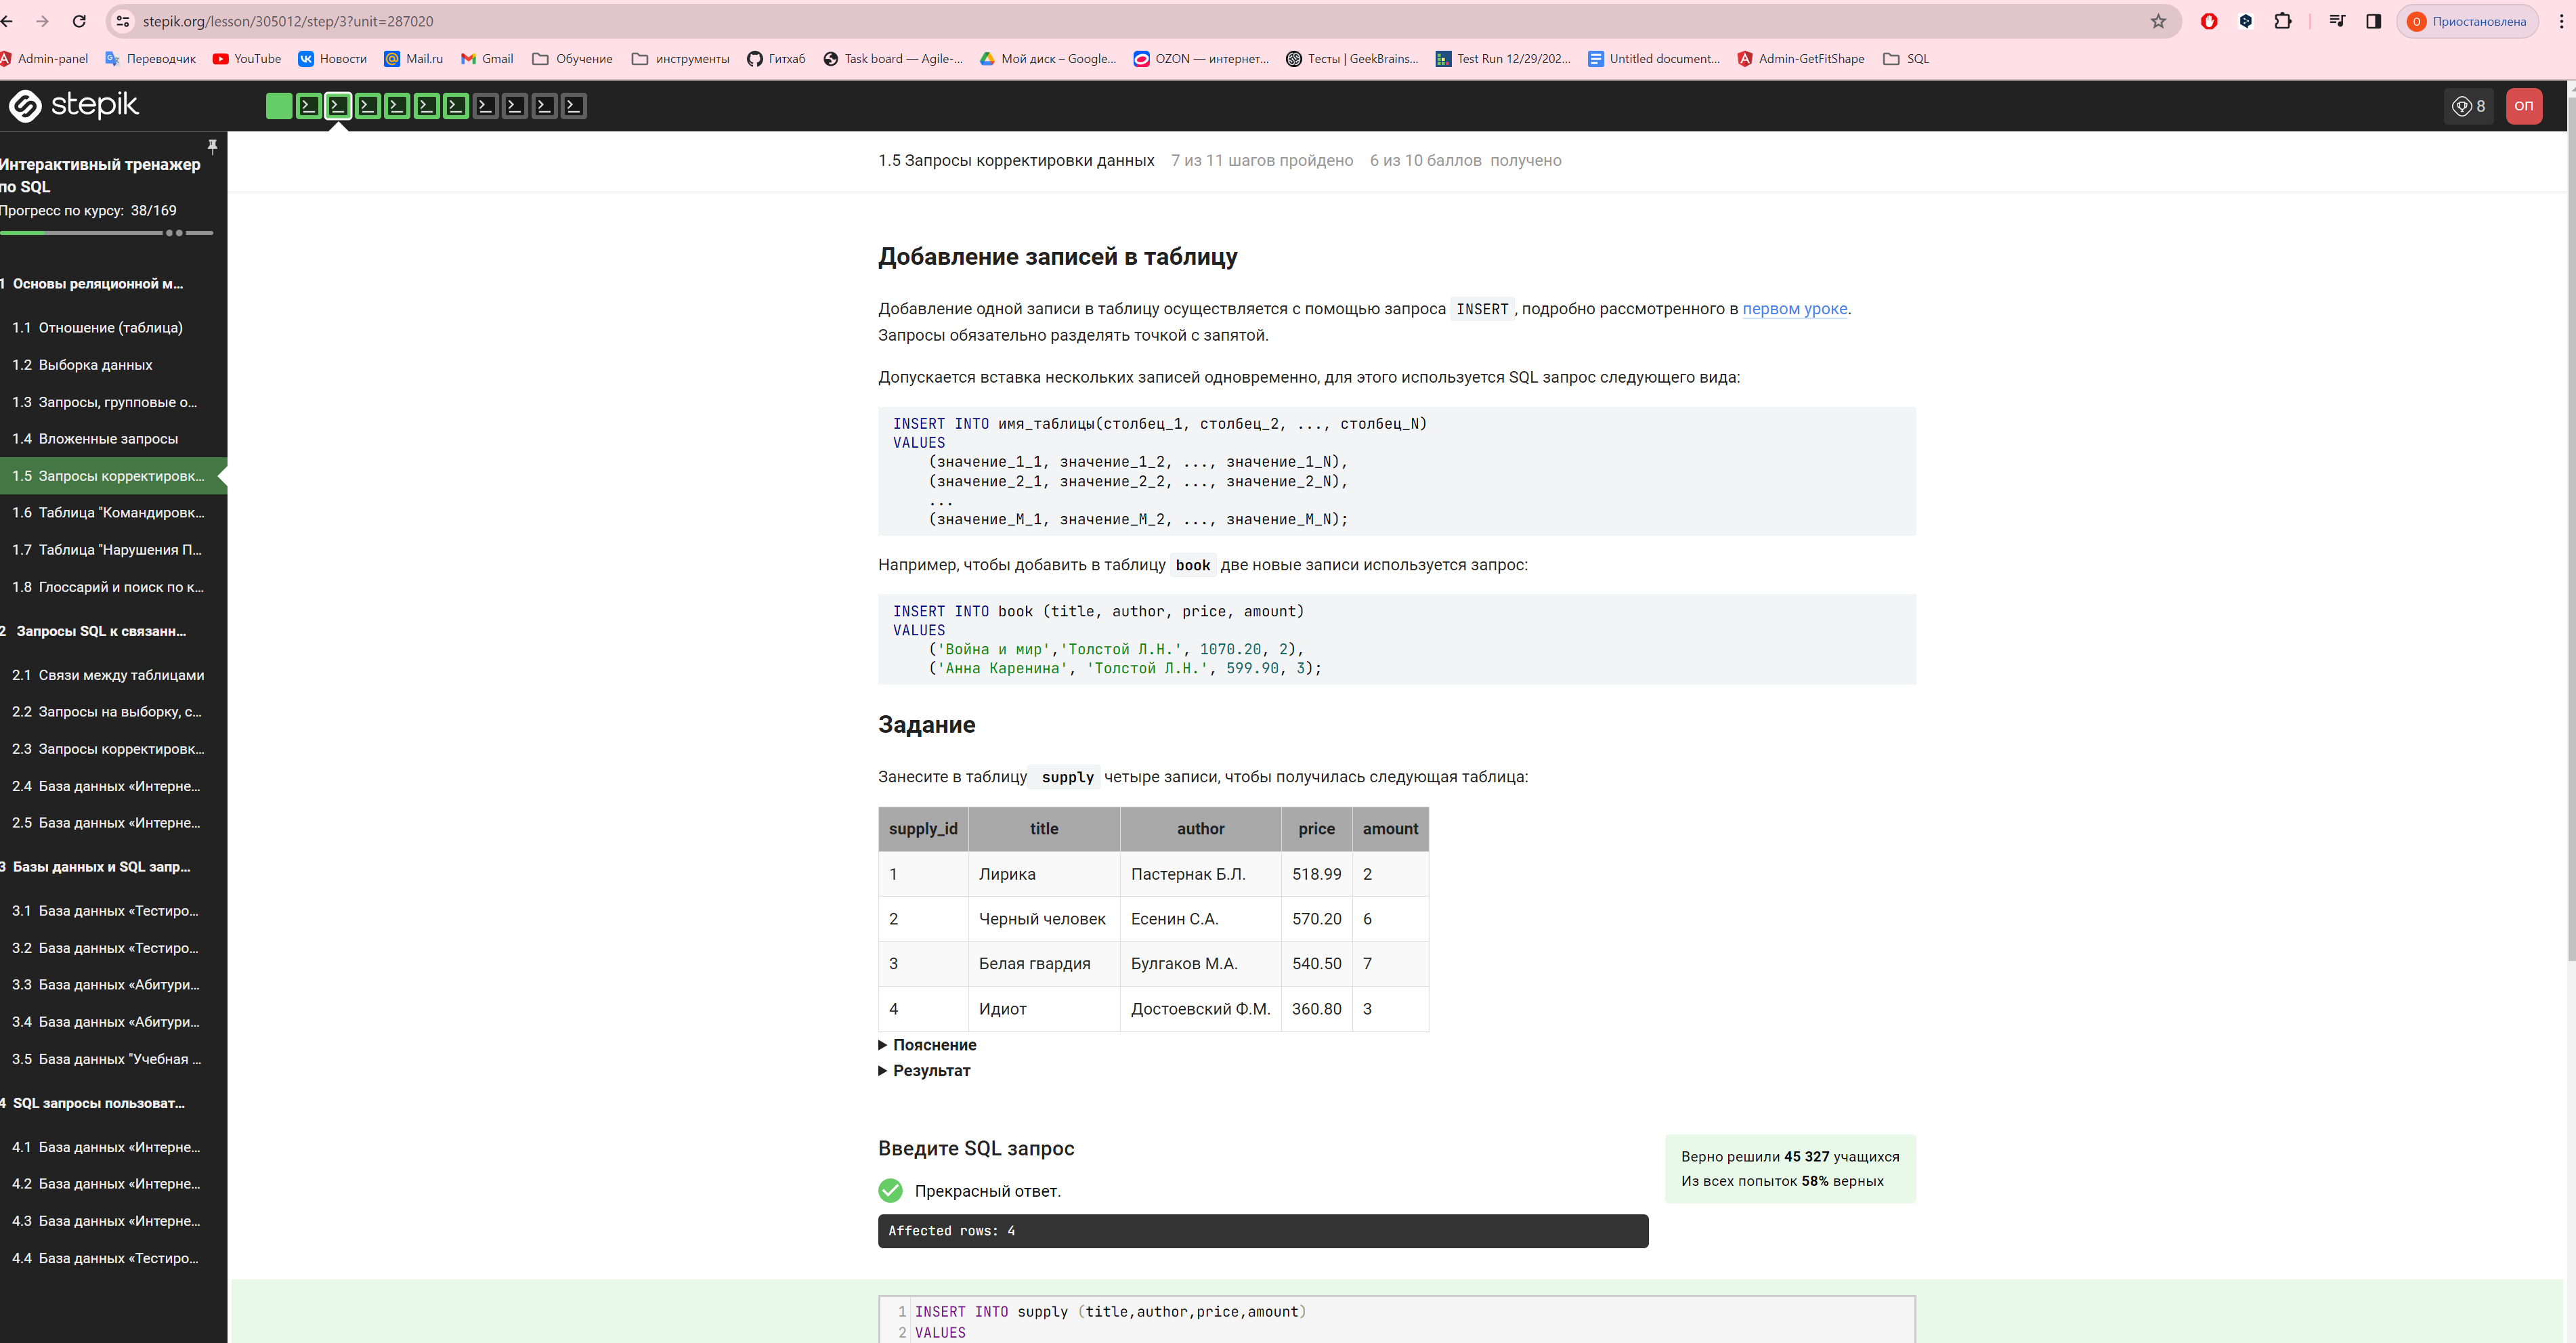 stepik.org/lesson/305012/step/3?unit=287020
Приостановлена
Admin-panel
Переводчик
YouTube
Новости
Mail.ru
Gmail
Обучение
инструменты
Гитхаб
Task board — Agile-...
Мой диск – Google...
OZON — интернет...
Тесты | GeekBrains...
Test Run 12/29/202...
Untitled document...
Admin-GetFitShape
SQL
stepik
8
ОП
Интерактивный тренажер
по SQL
Прогресс по курсу: 38/169
1 Основы реляционной м...
1.1 Отношение (таблица)
1.2 Выборка данных
1.3 Запросы, групповые о...
1.4 Вложенные запросы
1.5 Запросы корректировк...
1.6 Таблица "Командировк...
1.7 Таблица "Нарушения П...
1.8 Глоссарий и поиск по к...
2 Запросы SQL к связанн...
2.1 Связи между таблицами
2.2 Запросы на выборку, с...
2.3 Запросы корректировк...
2.4 База данных «Интерне...
2.5 База данных «Интерне...
3 Базы данных и SQL запр...
3.1 База данных «Тестиро...
3.2 База данных «Тестиро...
3.3 База данных «Абитури...
3.4 База данных «Абитури...
3.5 База данных "Учебная ...
4 SQL запросы пользоват...
4.1 База данных «Интерне...
4.2 База данных «Интерне...
4.3 База данных «Интерне...
4.4 База данных «Тестиро...
1.5 Запросы корректировки данных 7 из 11 шагов пройдено 6 из 10 баллов получено
Добавление записей в таблицу
Добавление одной записи в таблицу осуществляется с помощью запроса INSERT, подробно рассмотренного в первом уроке.
Запросы обязательно разделять точкой с запятой.
Допускается вставка нескольких записей одновременно, для этого используется SQL запрос следующего вида:
INSERT INTO имя_таблицы(столбец_1, столбец_2, ..., столбец_N)
VALUES
(значение_1_1, значение_1_2, ..., значение_1_N),
(значение_2_1, значение_2_2, ..., значение_2_N),
...
(значение_M_1, значение_M_2, ..., значение_M_N);
Например, чтобы добавить в таблицу book две новые записи используется запрос:
INSERT INTO book (title, author, price, amount)
VALUES
('Война и мир','Толстой Л.Н.', 1070.20, 2),
('Анна Каренина', 'Толстой Л.Н.', 599.90, 3);
Задание
Занесите в таблицу supply четыре записи, чтобы получилась следующая таблица:
supply_id title author price amount
1 Лирика Пастернак Б.Л. 518.99 2
2 Черный человек Есенин С.А. 570.20 6
3 Белая гвардия Булгаков М.А. 540.50 7
4 Идиот Достоевский Ф.М. 360.80 3
Пояснение
Результат
Введите SQL запрос
Прекрасный ответ.
Верно решили 45 327 учащихся
Из всех попыток 58% верных
Affected rows: 4
1 INSERT INTO supply (title,author,price,amount)
2 VALUES